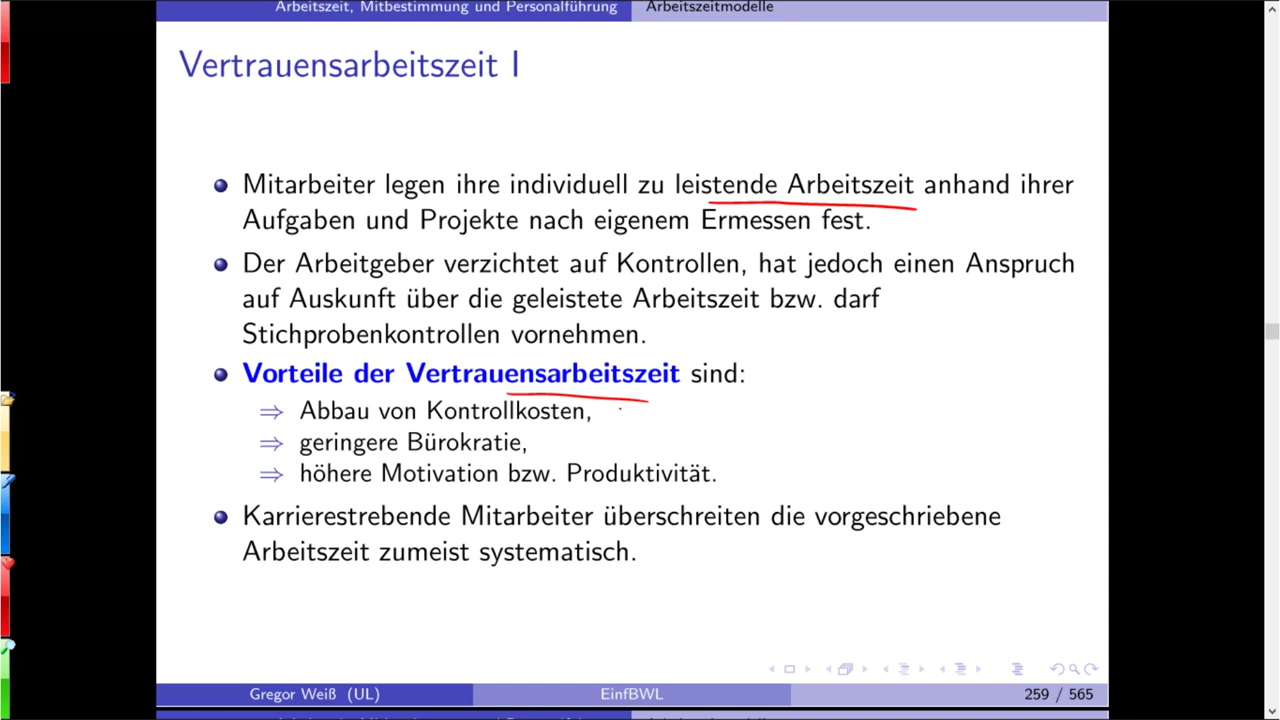 Arbeitszeit, Mitbestimmung und Personalführung Arbeitszeitmodelle
Vertrauensarbeitszeit I
Mitarbeiter legen ihre individuell zu leistende Arbeitszeit anhand ihrer
Aufgaben und Projekte nach eigenem Ermessen fest.
Der Arbeitgeber verzichtet auf Kontrollen, hat jedoch einen Anspruch
auf Auskunft über die geleistete Arbeitszeit bzw. darf
Stichprobenkontrollen vornehmen.
Vorteile der Vertrauensarbeitszeit sind:
⇒ Abbau von Kontrollkosten,
⇒ geringere Bürokratie,
⇒ höhere Motivation bzw. Produktivität.
Karrierestrebende Mitarbeiter überschreiten die vorgeschriebene
Arbeitszeit zumeist systematisch.
Gregor Weiß (UL) EinfBWL 259 / 565